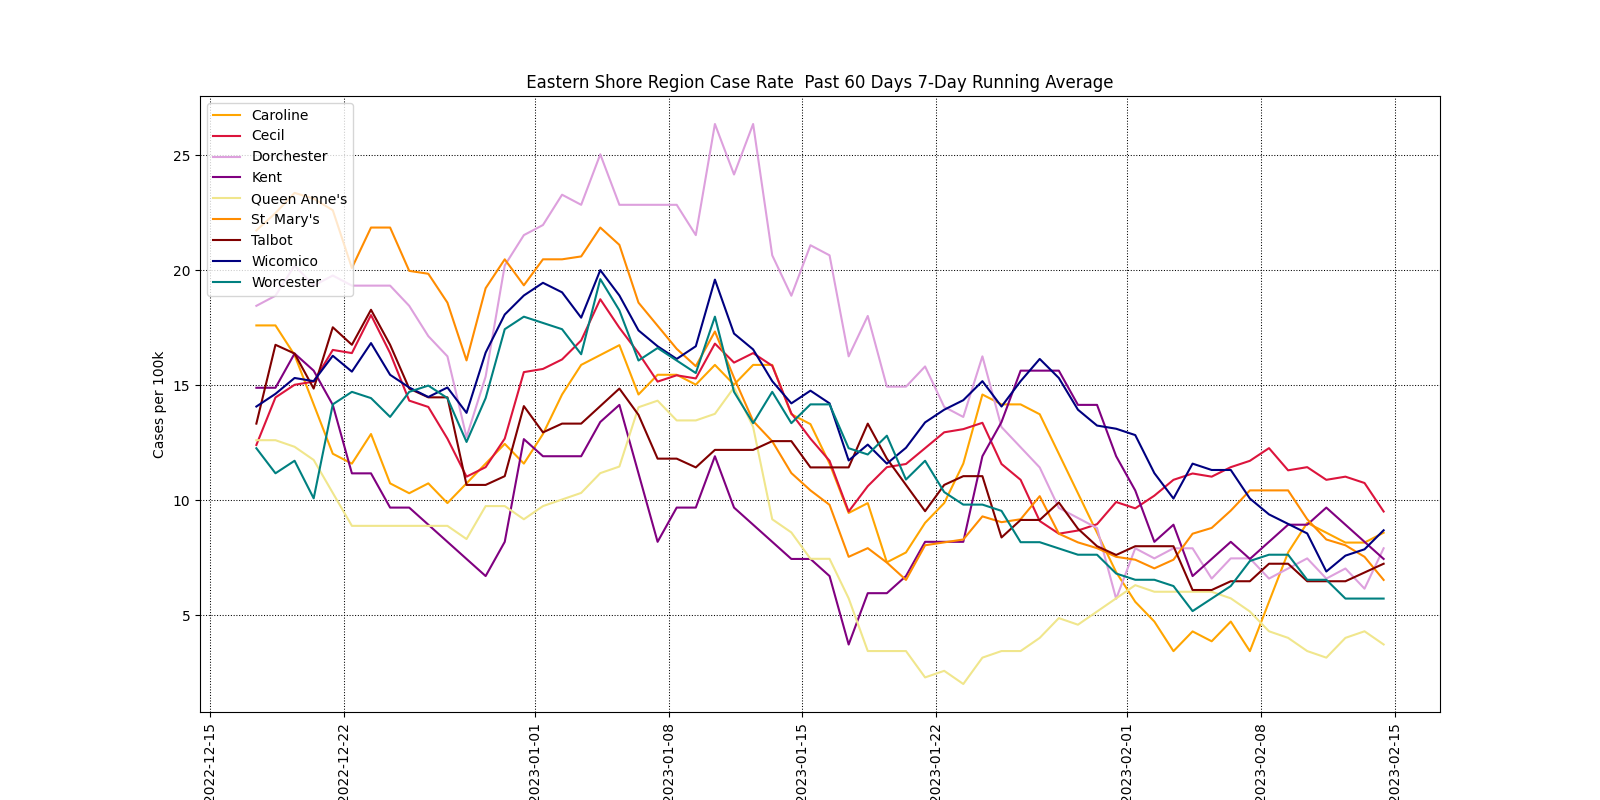 Eastern Shore Region Case Rate  Past 60 Days 7-Day Running Average
Caroline
Cecil
Dorchester
Kent
Queen Anne's
St. Mary's
Talbot
Wicomico
Worcester
Cases per 100k
25
20
15
10
5
2022-12-15
2022-12-22
2023-01-01
2023-01-08
2023-01-15
2023-01-22
2023-02-01
2023-02-08
2023-02-15